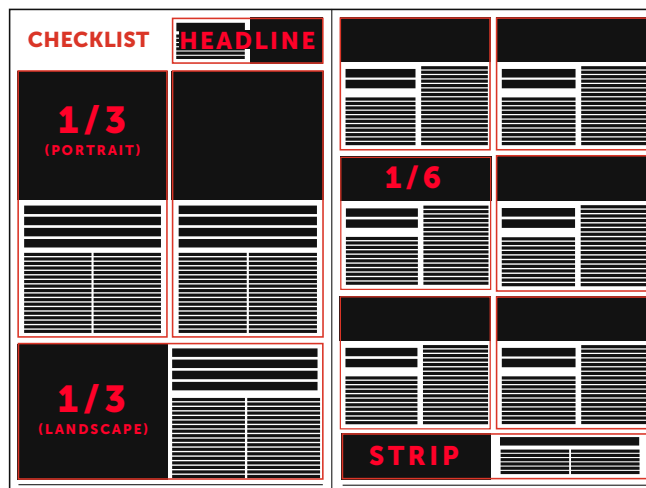 CHECKLIST
HEADLINE
1/3
(PORTRAIT)
1/3
(LANDSCAPE)
1/6
STRIP